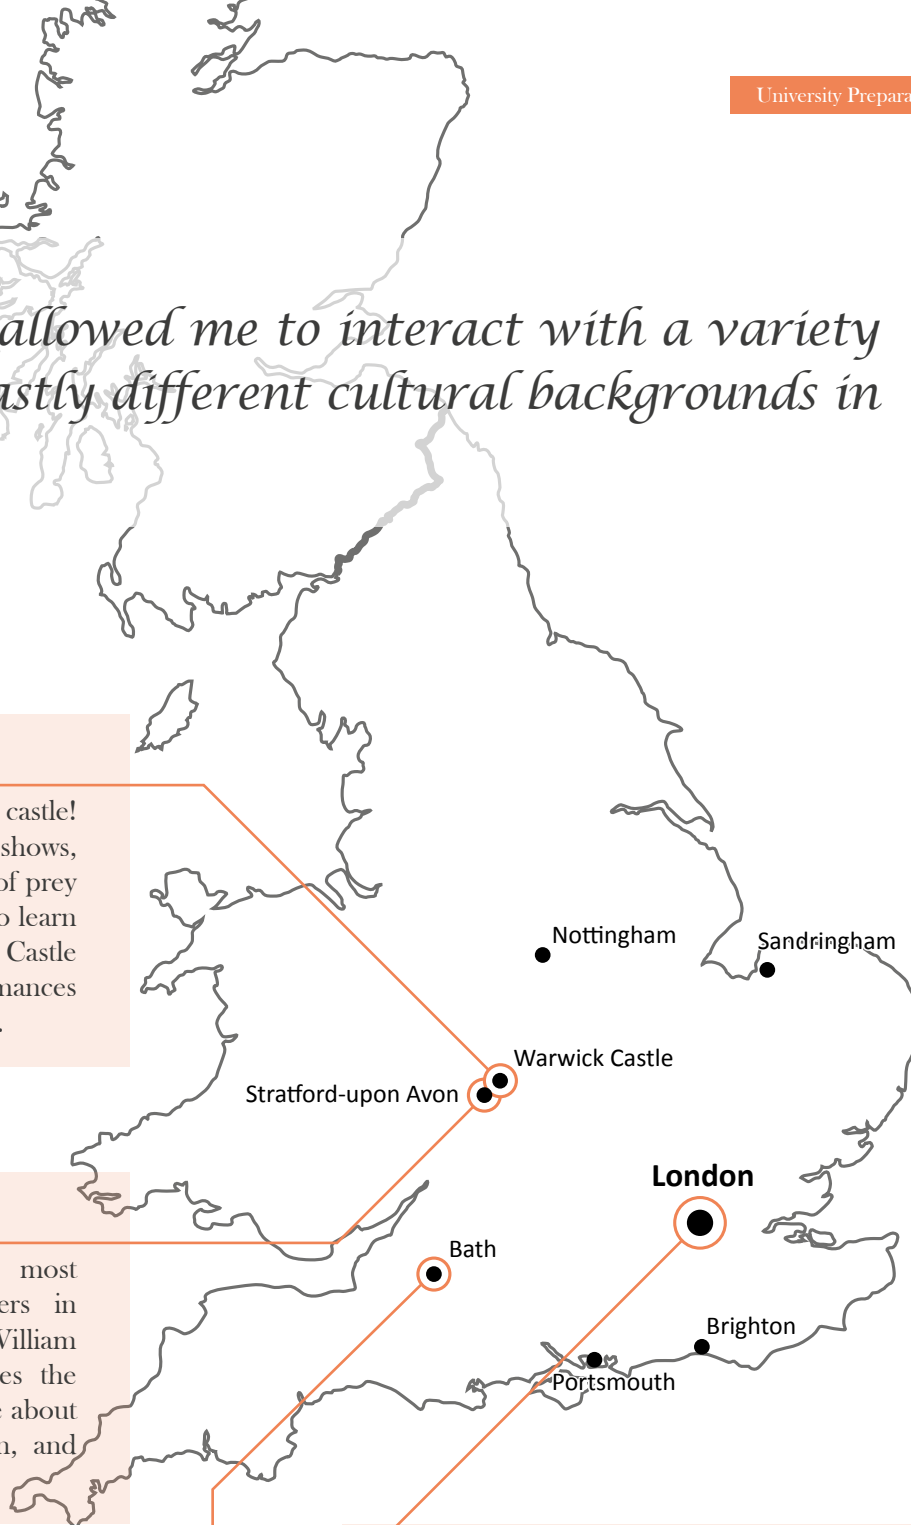 University Prepara
allowed me to interact with a variety
astly different cultural backgrounds in
castle!
shows,
of prey
o learn
Castle
mances
.
Nottingham
Sandringham
Warwick Castle
Stratford-upon Avon
London
Bath
Brighton
Portsmouth
most
ers in
William
es the
e about
n, and